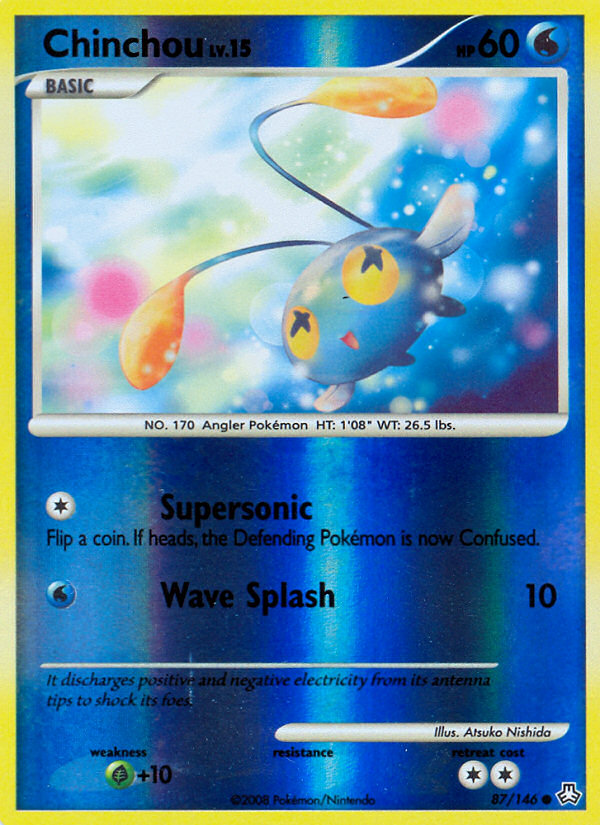 Chinchou LV.15
HP 60
BASIC
NO. 170 Angler Pokémon HT: 1'08" WT: 26.5 lbs.
Supersonic
Flip a coin. If heads, the Defending Pokémon is now Confused.
Wave Splash 10
It discharges positive and negative electricity from its antenna
tips to shock its foes.
Illus. Atsuko Nishida
weakness resistance retreat cost
+10
©2008 Pokémon/Nintendo 87/146